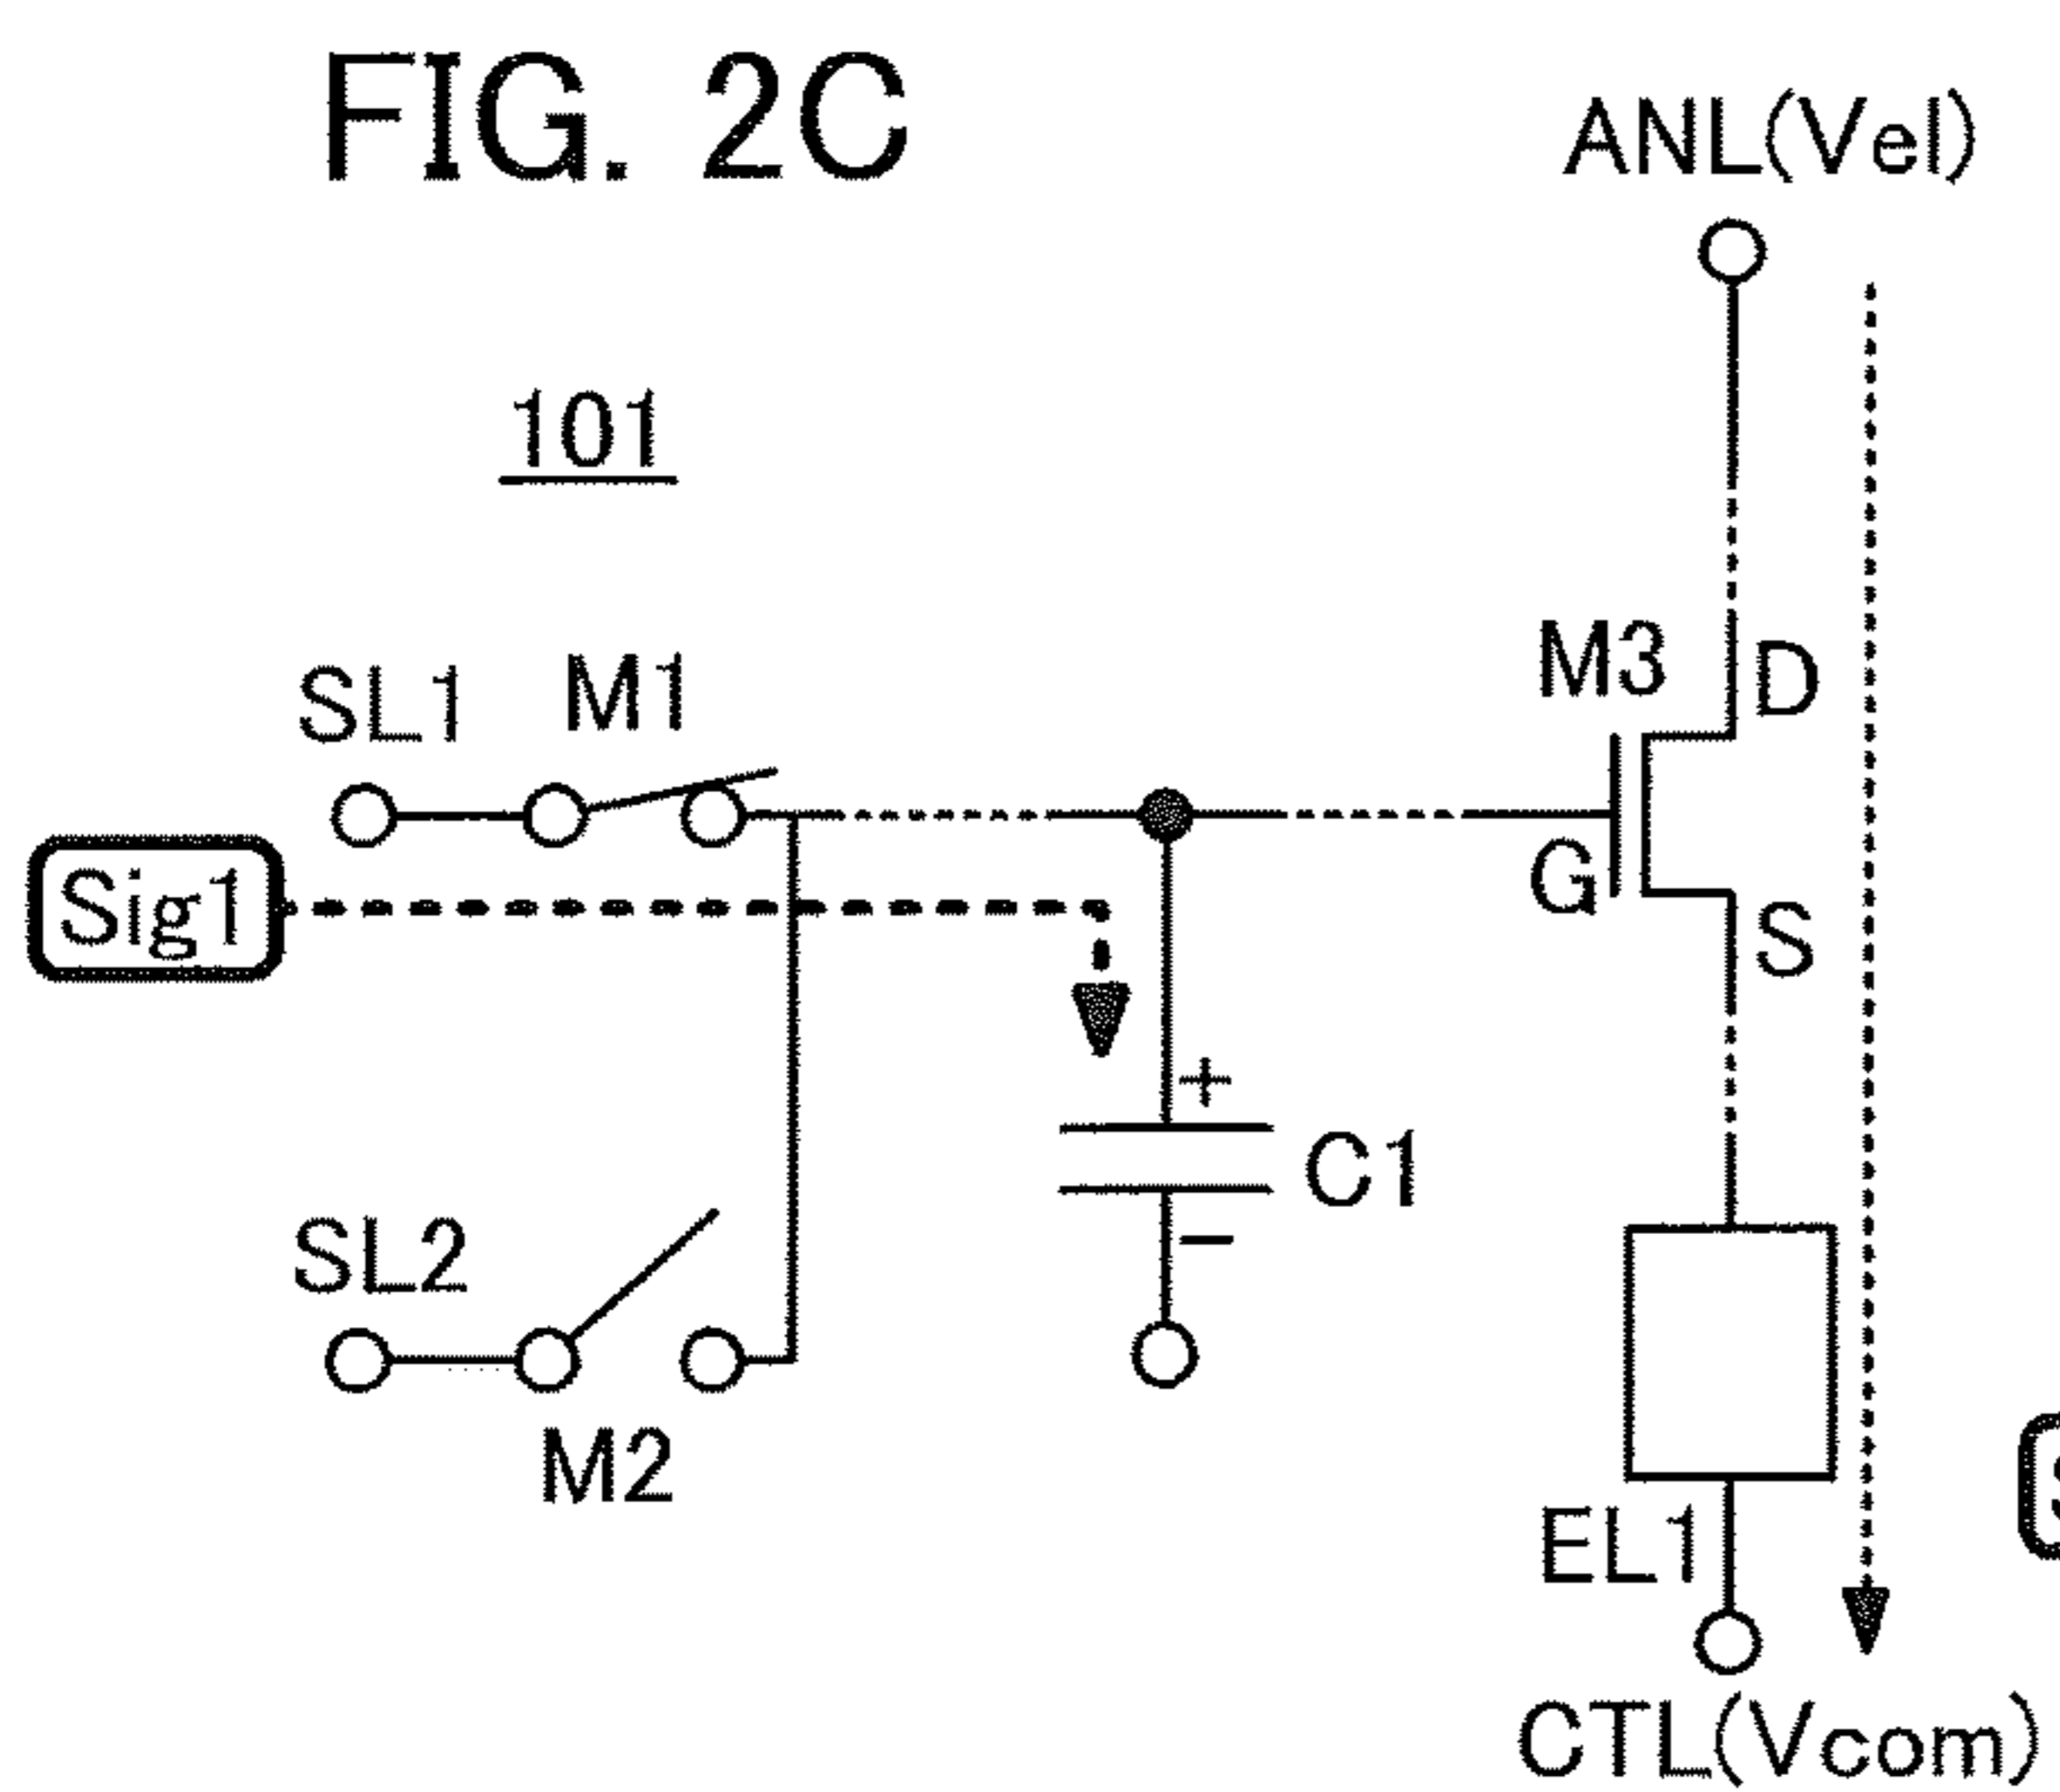 FIG. 2C
ANL(Vel)
101
M3
D
SL1
M1
Sig1
G
S
+
C1
−
SL2
M2
EL1
CTL(Vcom)